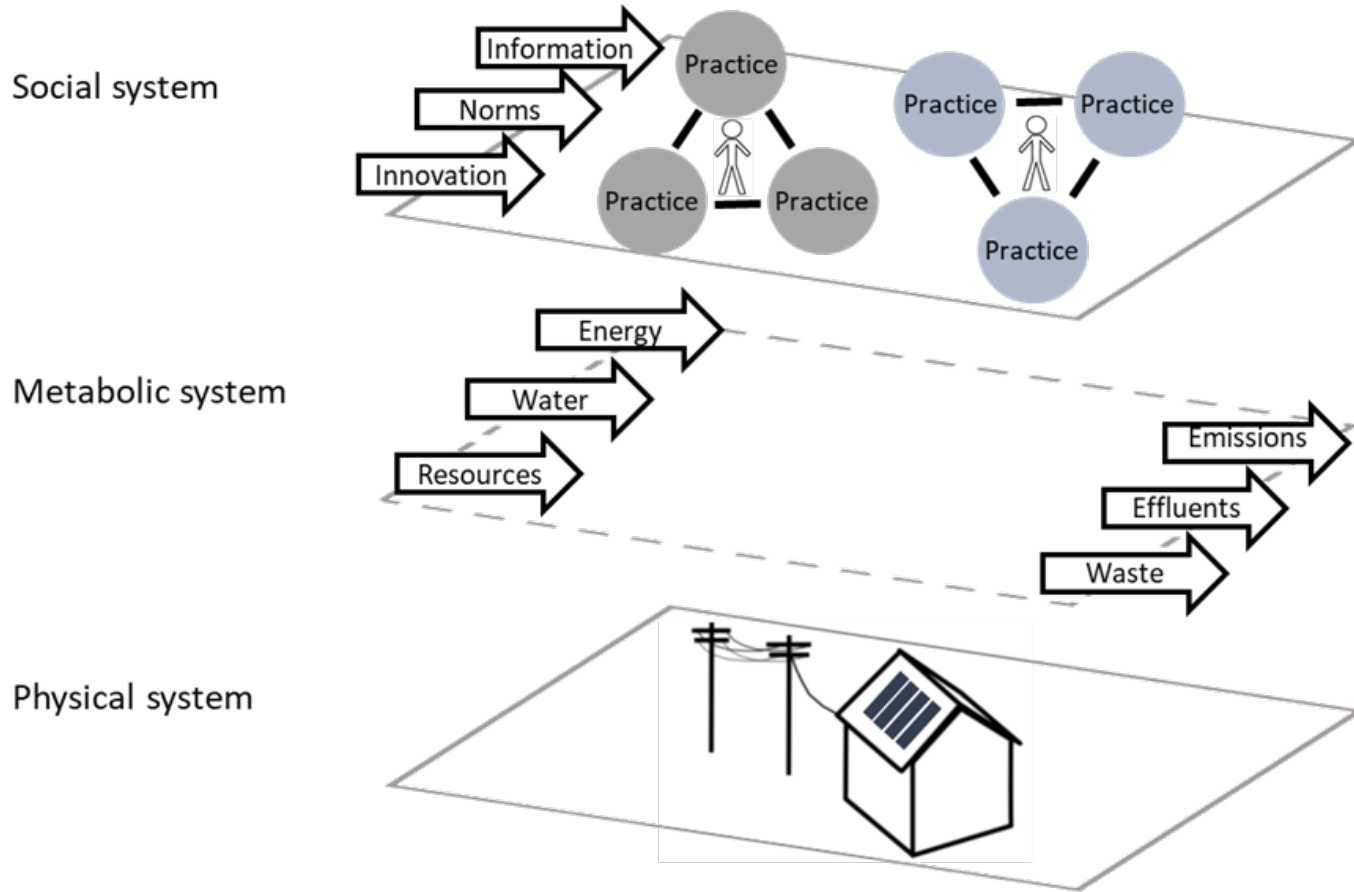 Social system
Information
Norms
Innovation
Practice
Practice
Practice
Practice
Practice
Practice
Metabolic system
Energy
Water
Resources
Emissions
Effluents
Waste
Physical system